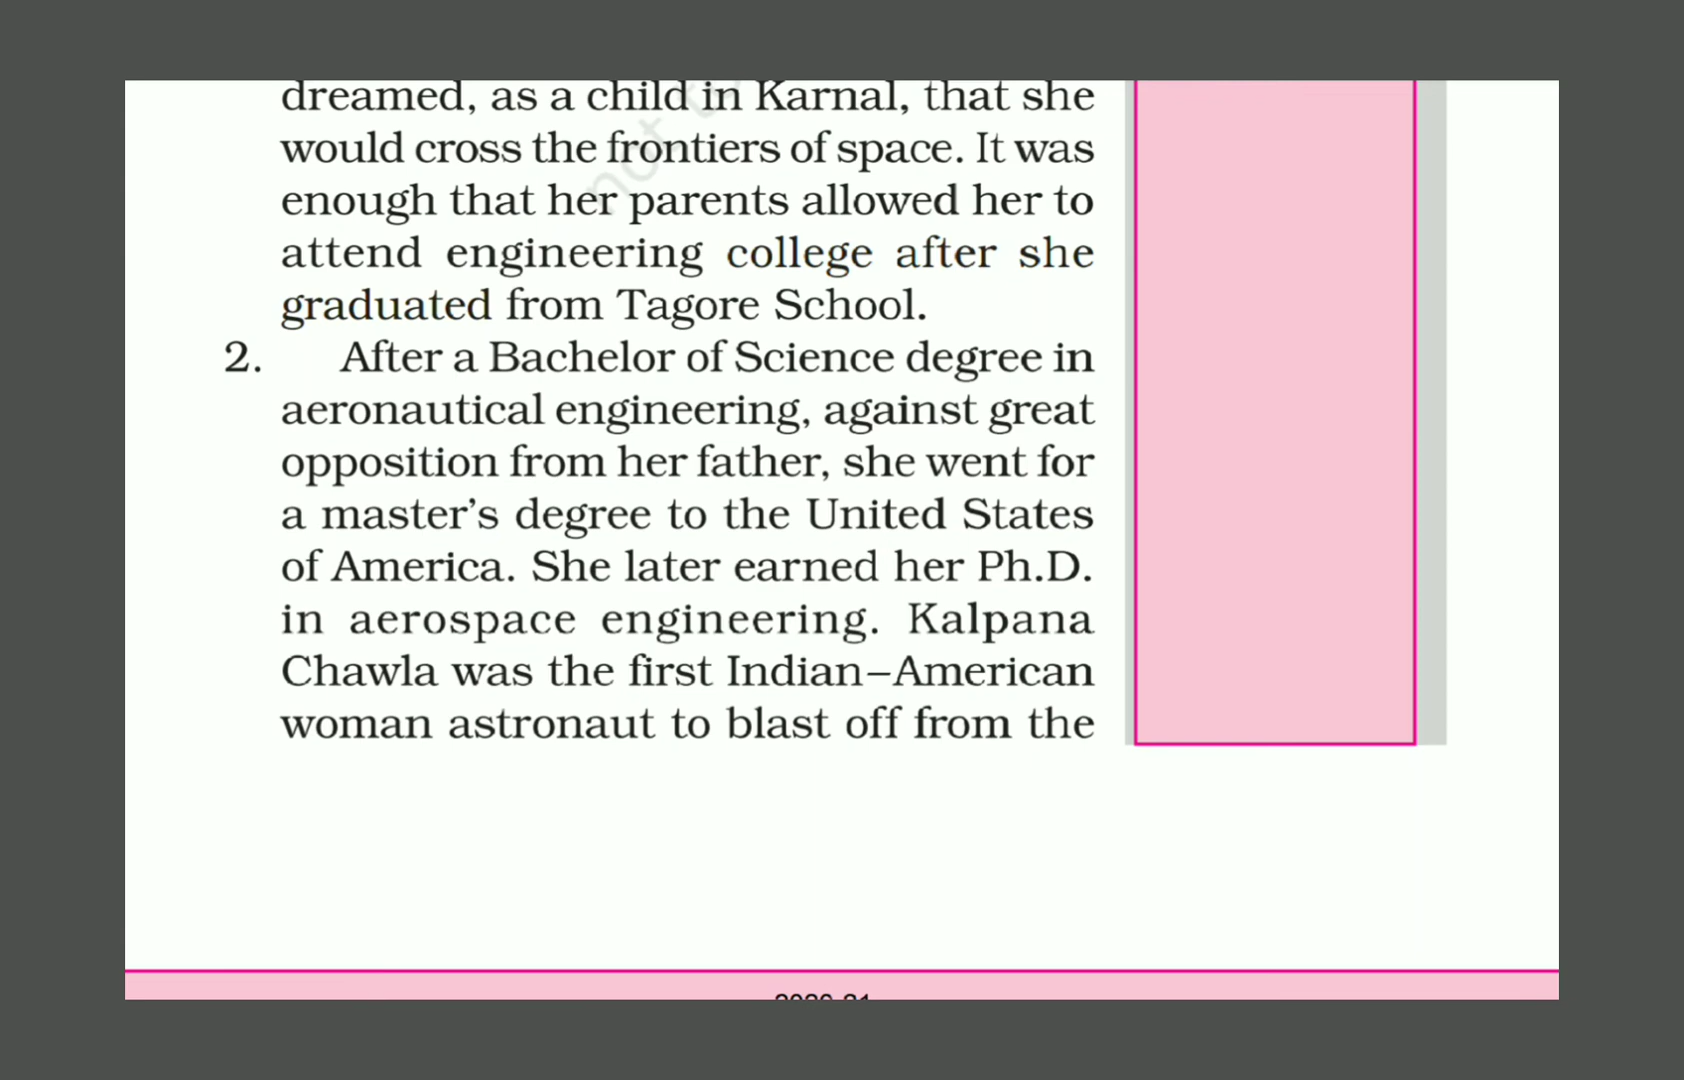 dreamed, as a child in Karnal, that she
would cross the frontiers of space. It was
enough that her parents allowed her to
attend engineering college after she
graduated from Tagore School.
2. After a Bachelor of Science degree in
aeronautical engineering, against great
opposition from her father, she went for
a master’s degree to the United States
of America. She later earned her Ph.D.
in aerospace engineering. Kalpana
Chawla was the first Indian–American
woman astronaut to blast off from the